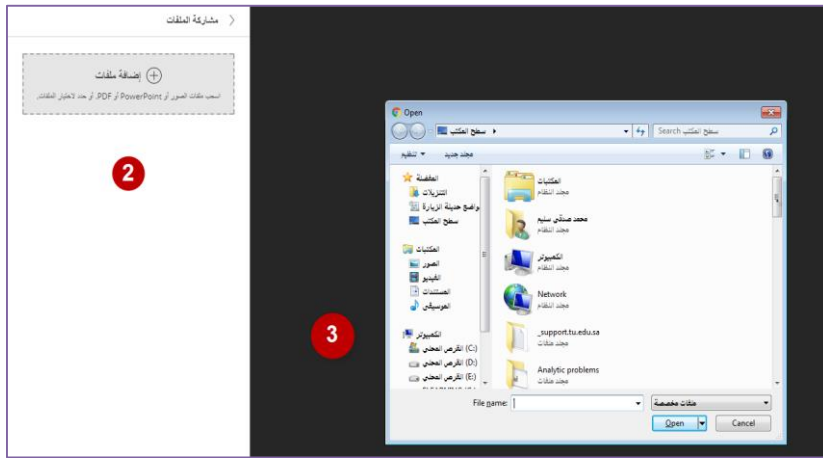 مشاركة الملفات
إضافة ملفات
اسحب ملفات الصور أو PowerPoint أو PDF، أو حدد لاختيار الملفات.
2
Open
سطح المكتب
Search سطح المكتب
تنظيم
مجلد جديد
المفضلة
التنزيلات
مواضع حديثة الزيارة
سطح المكتب
المكتبات
الصور
الفيديو
المستندات
الموسيقى
الكمبيوتر
القرص المحلي (C:)
القرص المحلي (D:)
القرص المحلي (E:)
المكتبات
مجلد النظام
محمد صدقي سليم
مجلد النظام
الكمبيوتر
مجلد النظام
Network
مجلد النظام
_support.tu.edu.sa
مجلد ملفات
Analytic problems
مجلد ملفات
3
File name:
ملفات مخصصة
Open
Cancel